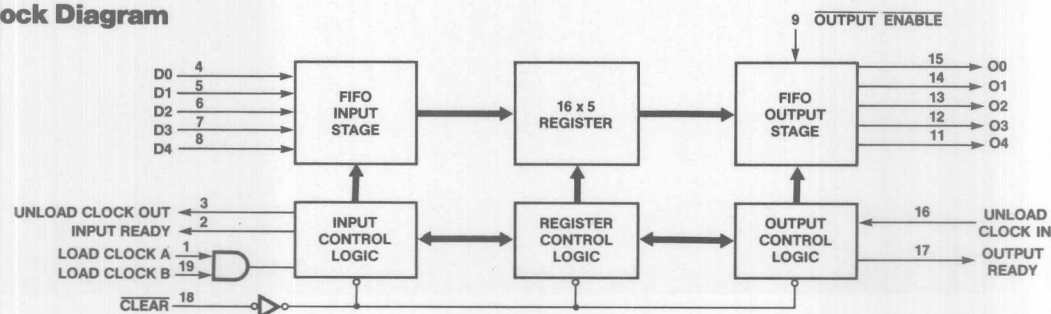 ock Diagram
9 OUTPUT ENABLE
D0 4
D1 5
D2 6
D3 7
D4 8
FIFO
INPUT
STAGE
16 x 5
REGISTER
FIFO
OUTPUT
STAGE
15 O0
14 O1
13 O2
12 O3
11 O4
UNLOAD CLOCK OUT 3
INPUT READY 2
LOAD CLOCK A 1
LOAD CLOCK B 19
CLEAR 18
INPUT
CONTROL
LOGIC
REGISTER
CONTROL
LOGIC
OUTPUT
CONTROL
LOGIC
16 UNLOAD
CLOCK IN
17 OUTPUT
READY